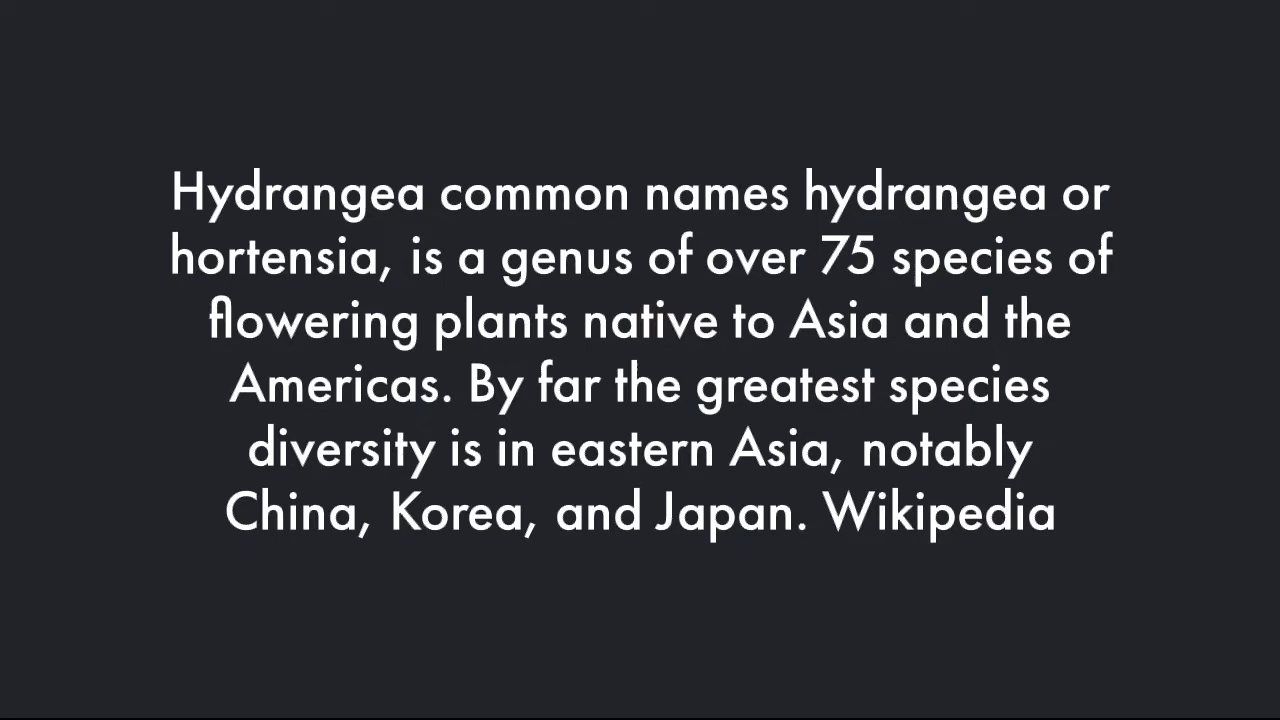 Hydrangea common names hydrangea or
hortensia, is a genus of over 75 species of
flowering plants native to Asia and the
Americas. By far the greatest species
diversity is in eastern Asia, notably
China, Korea, and Japan. Wikipedia